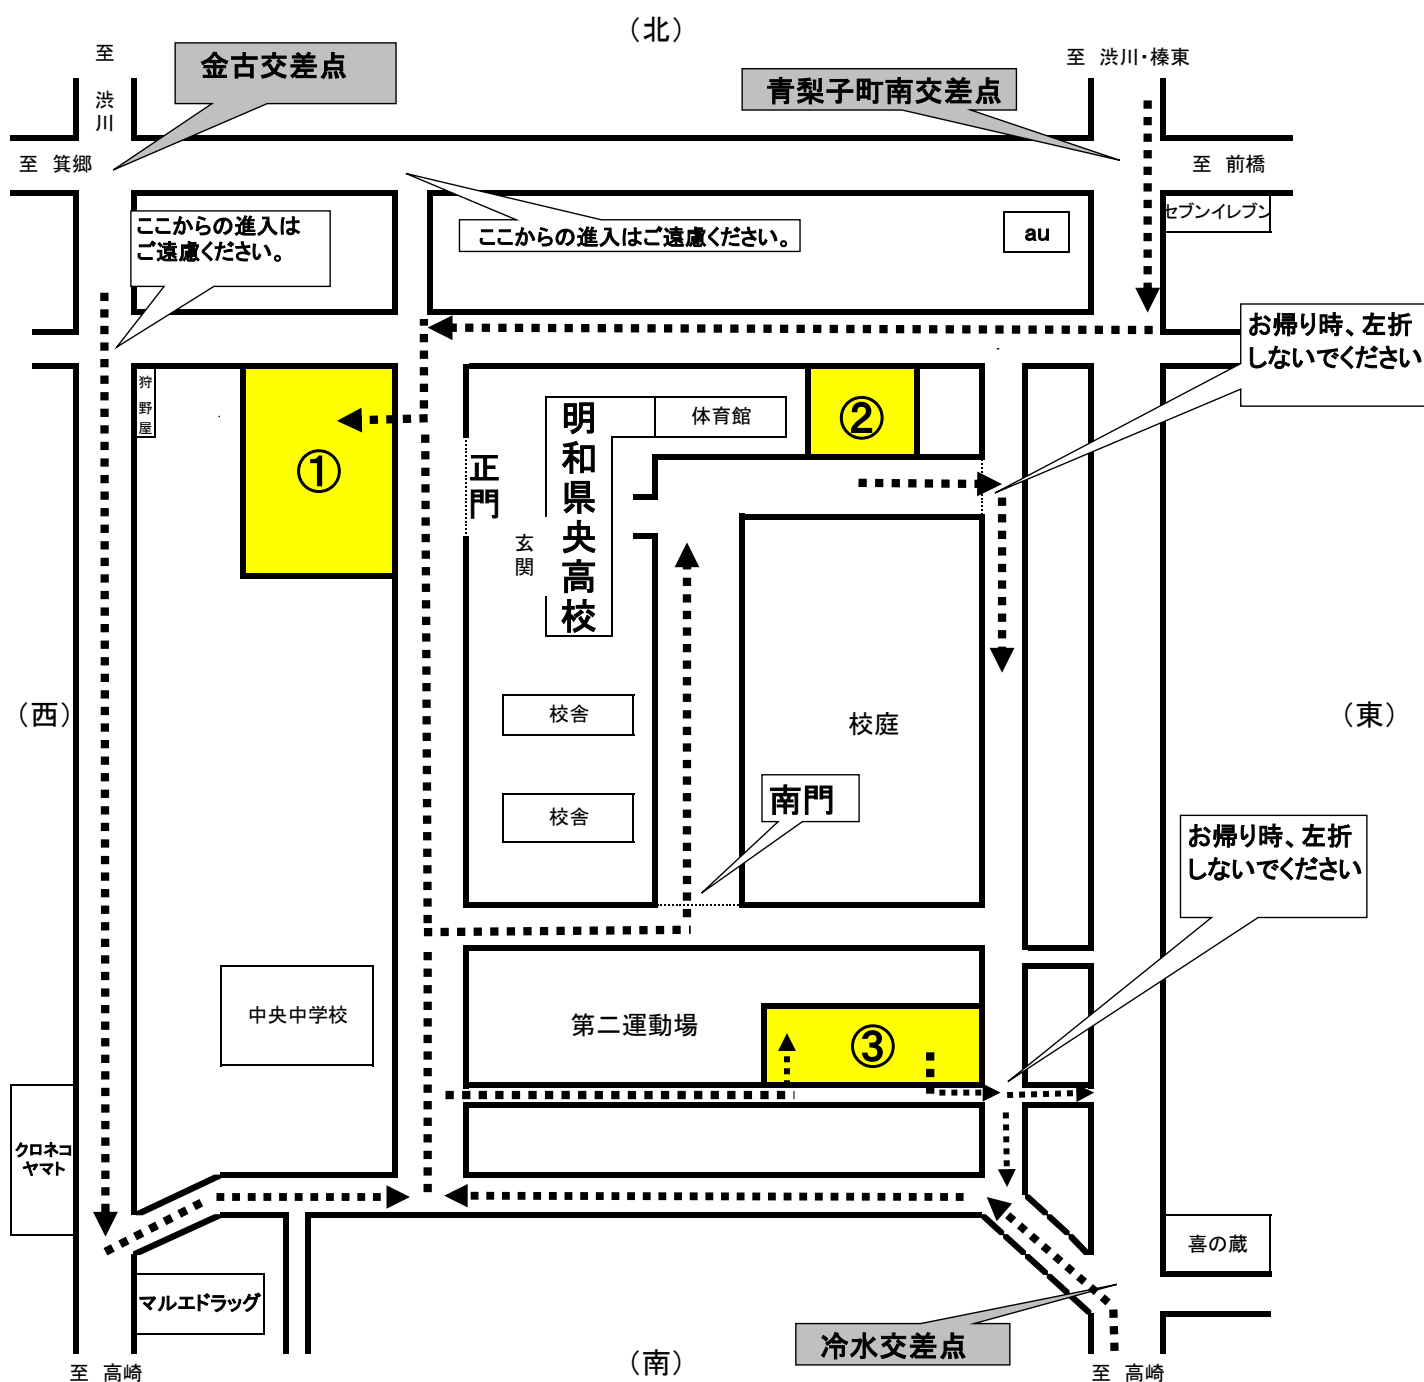 （北）
至
渋
川
金古交差点
青梨子町南交差点
至 渋川・榛東
至 箕郷
至 前橋
セブンイレブン
ここからの進入は
ご遠慮ください。
ここからの進入はご遠慮ください。
au
お帰り時、左折
しないでください
狩
野
屋
①
正
門
明
和
県
央
高
校
体育館
②
玄
関
（西）
校舎
校庭
（東）
校舎
南門
お帰り時、左折
しないでください
中央中学校
第二運動場
③
クロネコ
ヤマト
喜の蔵
マルエドラッグ
冷水交差点
至 高崎
（南）
至 高崎